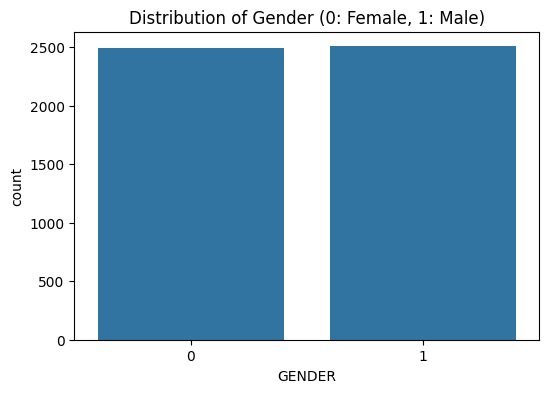 Distribution of Gender (0: Female, 1: Male)
2500
2000
1500
1000
500
0
count
0 1
GENDER